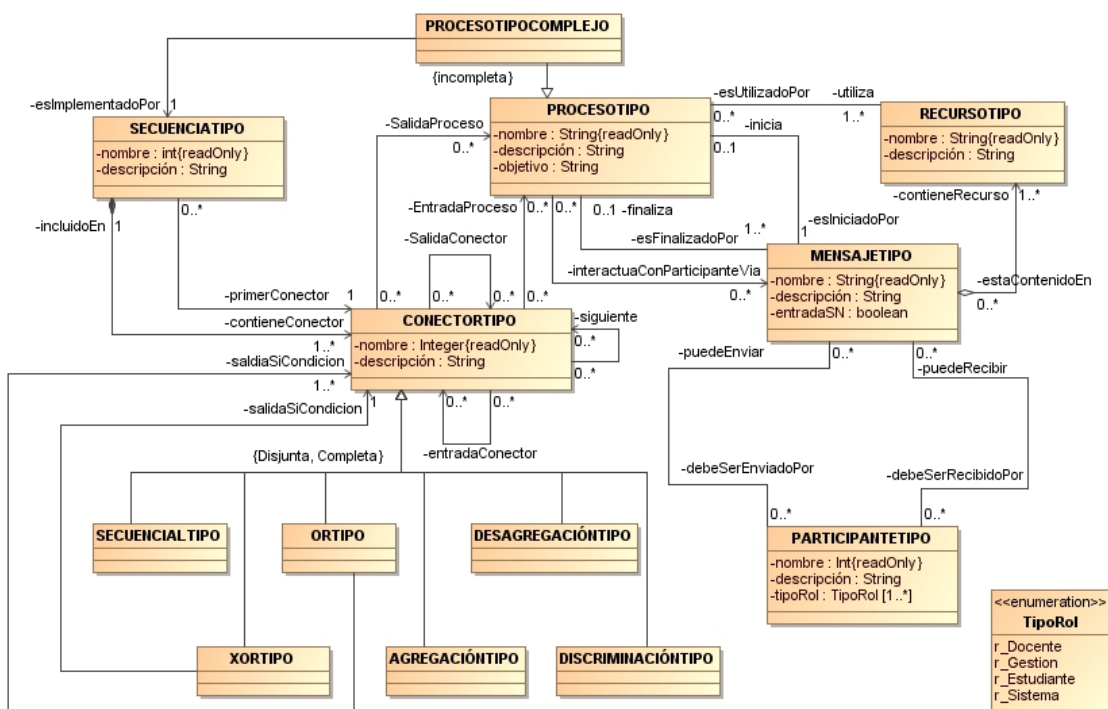 PROCESOTIPOCOMPLEJO
{incompleta}
-esImplementadoPor 1
SECUENCIATIPO
-nombre : int{readOnly}
-descripción : String
-incluidoEn 1
0..*
-SalidaProceso
0..*
PROCESOTIPO
-nombre : String{readOnly}
-descripción : String
-objetivo : String
-esUtilizadoPor
0..*
-utiliza
1..*
-inicia
0..1
RECURSOTIPO
-nombre : String{readOnly}
-descripción : String
-contieneRecurso 1..*
-EntradaProceso 0..* 0..* 0..1 -finaliza
-SalidaConector
-esFinalizadoPor 1..*
1 -esIniciadoPor
-interactuaConParticipanteVia
0..*
MENSAJETIPO
-nombre : String{readOnly}
-descripción : String
-entradaSN : boolean
-estaContenidoEn
0..*
-primerConector 1
0..* 0..* 0..* 0..*
-contieneConector
1..*
CONECTORTIPO
-nombre : Integer{readOnly}
-descripción : String
-siguiente
0..*
0..*
-saldiaSiCondicion
1..*
-salidaSiCondicion 1
0..* 0..*
-entradaConector
{Disjunta, Completa}
-puedeEnviar 0..*
0..* -puedeRecibir
-debeSerEnviadoPor
0..*
-debeSerRecibidoPor
0..*
SECUENCIALTIPO
ORTIPO
DESAGREGACIÓNTIPO
XORTIPO
AGREGACIÓNTIPO
DISCRIMINACIÓNTIPO
PARTICIPANTETIPO
-nombre : Int{readOnly}
-descripción : String
-tipoRol : TipoRol [1..*]
<<enumeration>>
TipoRol
r_Docente
r_Gestion
r_Estudiante
r_Sistema